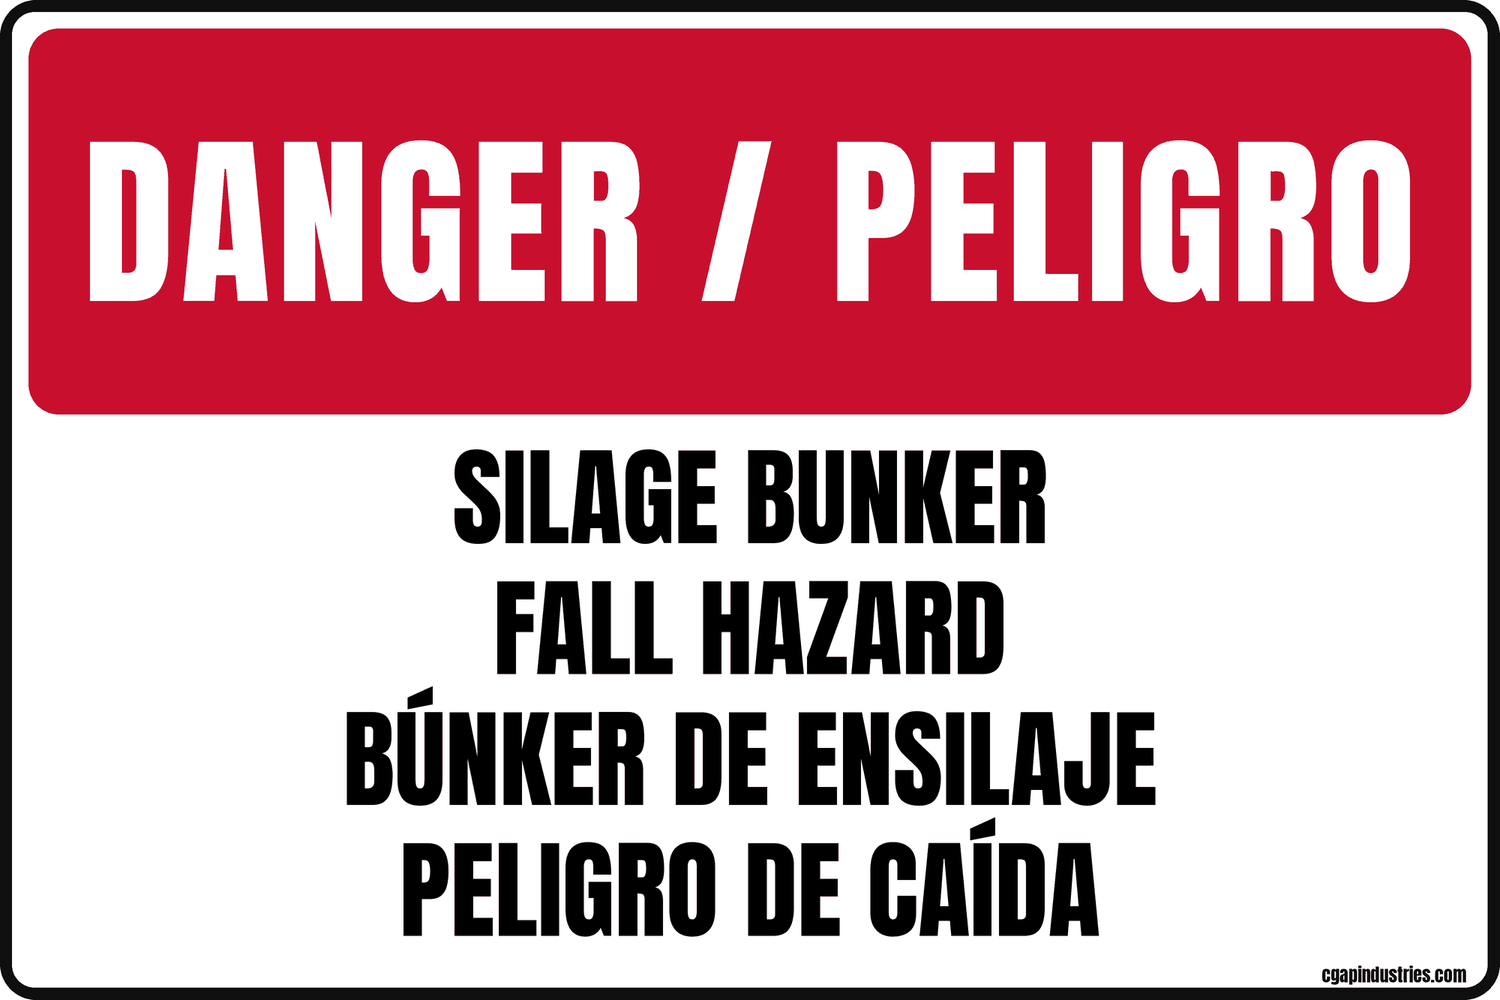 DANGER / PELIGRO
SILAGE BUNKER
FALL HAZARD
BÚNKER DE ENSILAJE
PELIGRO DE CAÍDA
cgapindustries.com